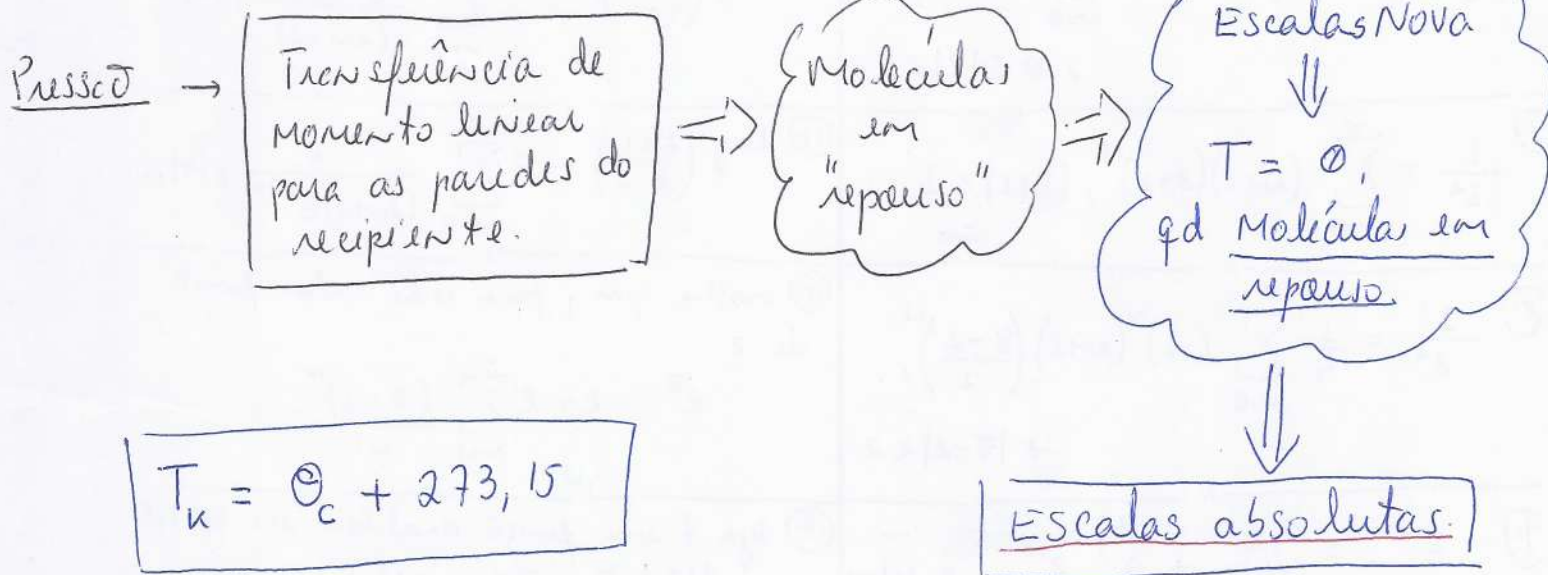 Pressão →
Transferência de
momento linear
para as paredes do
recipiente.
⇒
Moléculas
em
"repouso"
⇒
Escalas Nova
⇓
T = 0,
qd Moléculas em
repouso.
⇓
Escalas absolutas.
T_K = Θ_C + 273,15